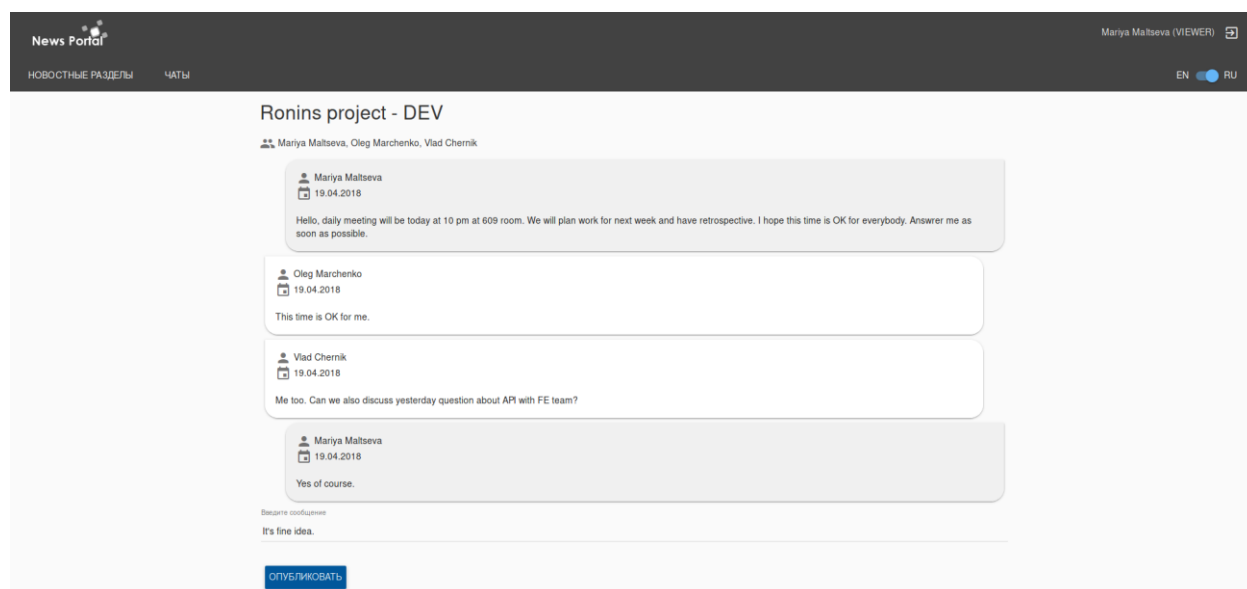 News Portal
Mariya Maltseva (VIEWER)
НОВОСТНЫЕ РАЗДЕЛЫ ЧАТЫ
EN RU
Ronins project - DEV
Mariya Maltseva, Oleg Marchenko, Vlad Chernik
Mariya Maltseva
19.04.2018
Hello, daily meeting will be today at 10 pm at 609 room. We will plan work for next week and have retrospective. I hope this time is OK for everybody. Answrer me as
soon as possible.
Oleg Marchenko
19.04.2018
This time is OK for me.
Vlad Chernik
19.04.2018
Me too. Can we also discuss yesterday question about API with FE team?
Mariya Maltseva
19.04.2018
Yes of course.
Введите сообщение
It's fine idea.
ОПУБЛИКОВАТЬ